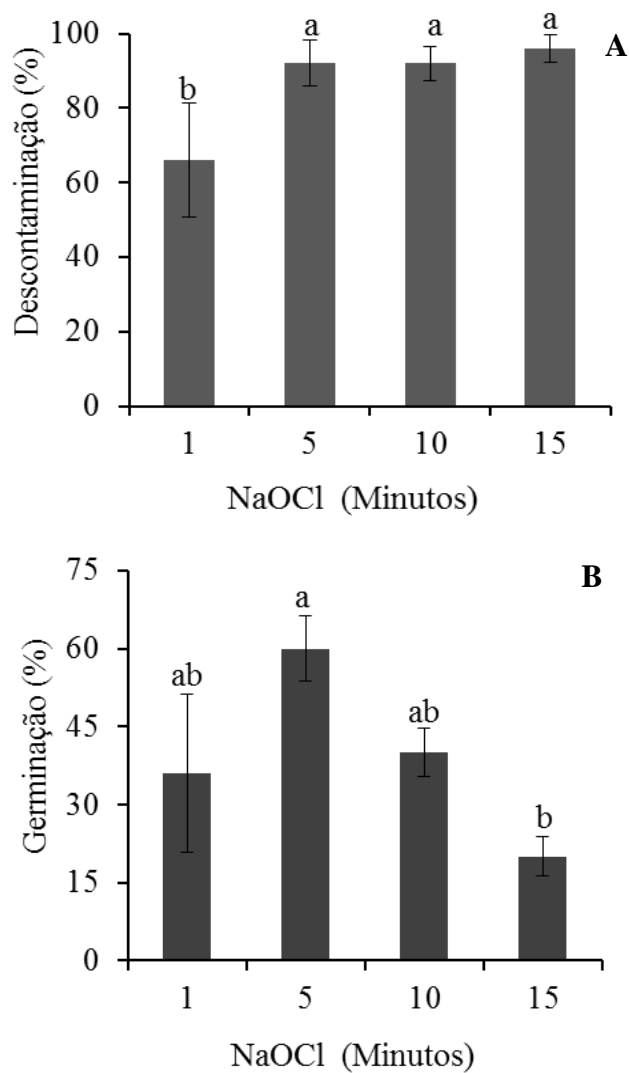 A
Descontaminação (%)
100
80
60
40
20
0
b
a
a
a
1 5 10 15
NaOCl (Minutos)
B
Germinação (%)
75
60
45
30
15
0
ab
a
ab
b
1 5 10 15
NaOCl (Minutos)